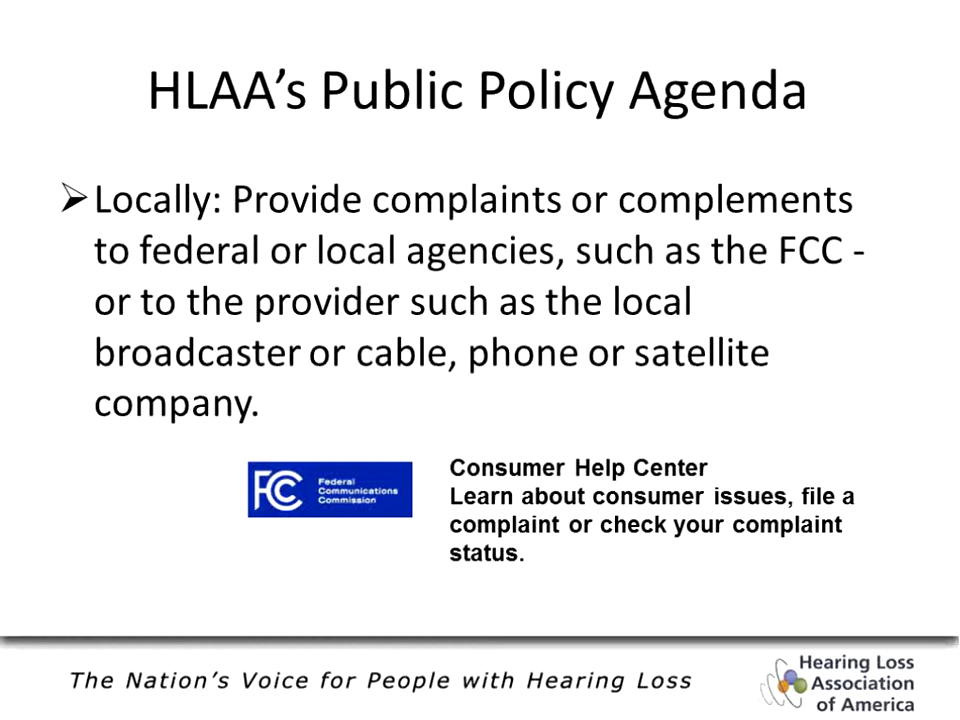 HLAA’s Public Policy Agenda
Locally: Provide complaints or complements
to federal or local agencies, such as the FCC -
or to the provider such as the local
broadcaster or cable, phone or satellite
company.
FCC
Federal
Communications
Commission
Consumer Help Center
Learn about consumer issues, file a
complaint or check your complaint
status.
The Nation’s Voice for People with Hearing Loss
Hearing Loss
Association
of America